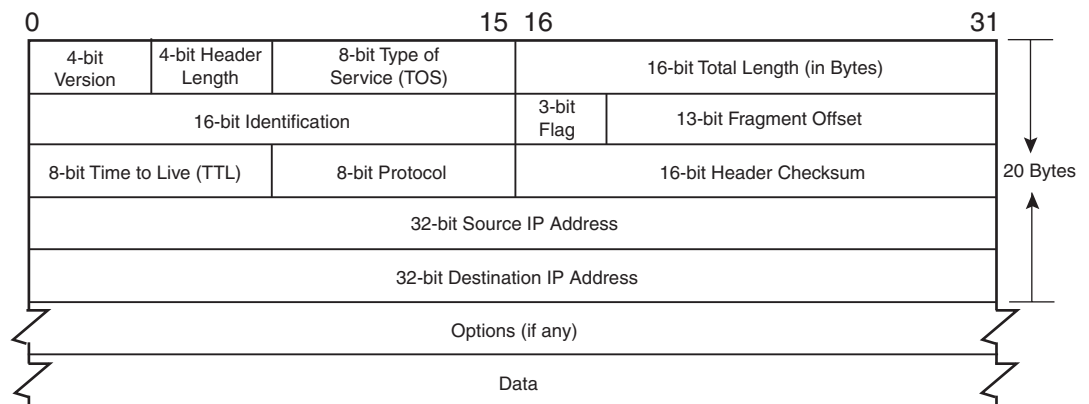 0 15 16 31
4-bit Version
4-bit Header Length
8-bit Type of Service (TOS)
16-bit Total Length (in Bytes)
16-bit Identification
3-bit Flag
13-bit Fragment Offset
8-bit Time to Live (TTL)
8-bit Protocol
16-bit Header Checksum
20 Bytes
32-bit Source IP Address
32-bit Destination IP Address
Options (if any)
Data